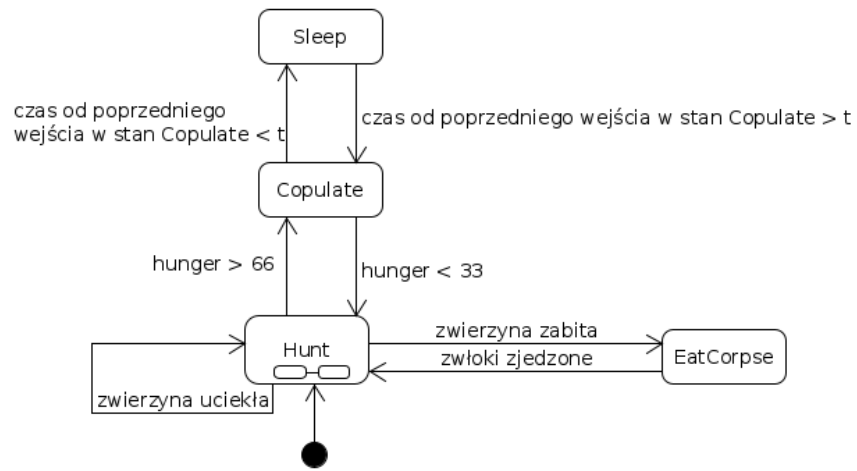 Sleep
czas od poprzedniego
wejścia w stan Copulate < t
czas od poprzedniego wejścia w stan Copulate > t
Copulate
hunger > 66
hunger < 33
Hunt
zwierzyna zabita
zwłoki zjedzone
EatCorpse
zwierzyna uciekła